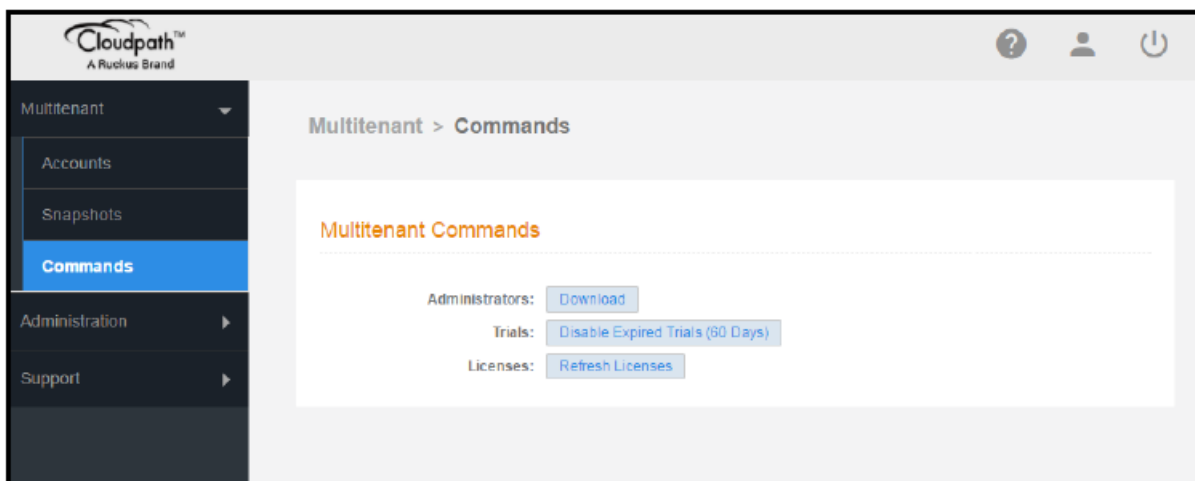 Cloudpath™
A Ruckus Brand
Multitenant
Accounts
Snapshots
Commands
Administration
Support
Multitenant > Commands
Multitenant Commands
Administrators: Download
Trials: Disable Expired Trials (60 Days)
Licenses: Refresh Licenses